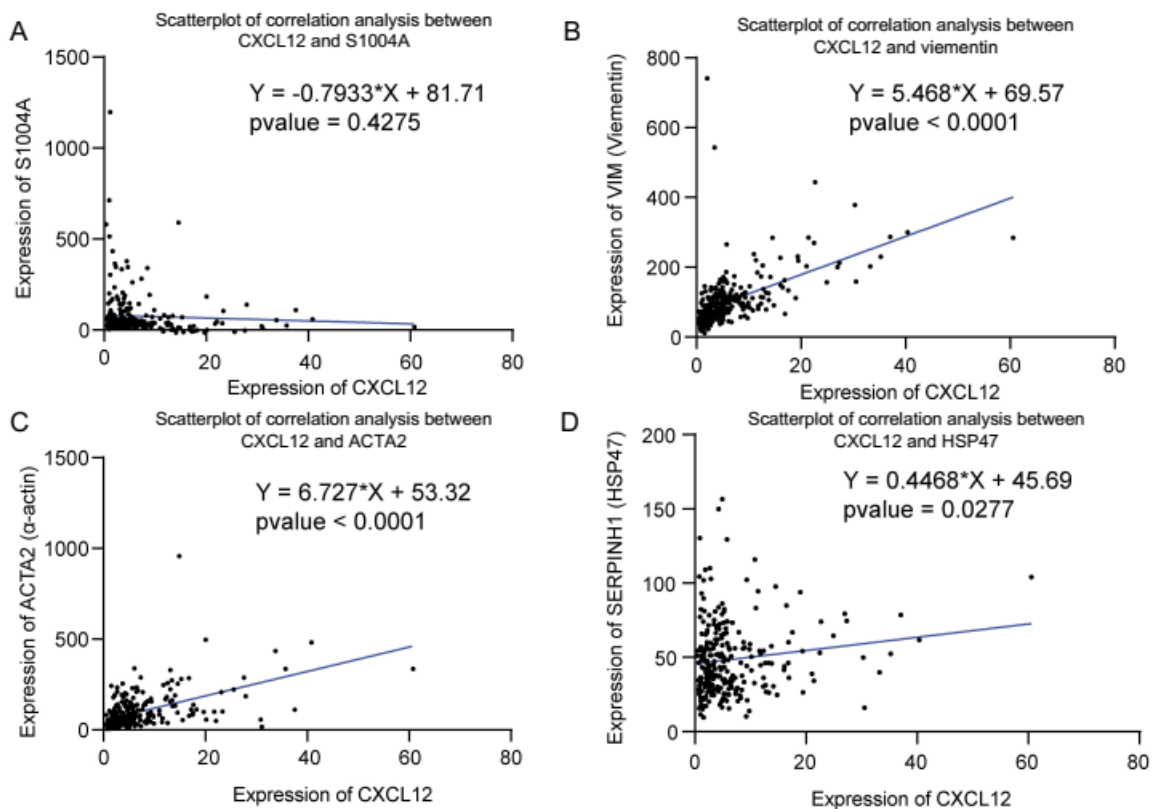 A
Scatterplot of correlation analysis between
CXCL12 and S1004A
Y = -0.7933*X + 81.71
pvalue = 0.4275
Expression of S1004A
1500
1000
500
0
0 20 40 60 80
Expression of CXCL12
B
Scatterplot of correlation analysis between
CXCL12 and viementin
Y = 5.468*X + 69.57
pvalue < 0.0001
Expression of VIM (Viementin)
800
600
400
200
0
0 20 40 60 80
Expression of CXCL12
C
Scatterplot of correlation analysis between
CXCL12 and ACTA2
Y = 6.727*X + 53.32
pvalue < 0.0001
Expression of ACTA2 (α-actin)
1500
1000
500
0
0 20 40 60 80
Expression of CXCL12
D
Scatterplot of correlation analysis between
CXCL12 and HSP47
Y = 0.4468*X + 45.69
pvalue = 0.0277
Expression of SERPINH1 (HSP47)
200
150
100
50
0
0 20 40 60 80
Expression of CXCL12